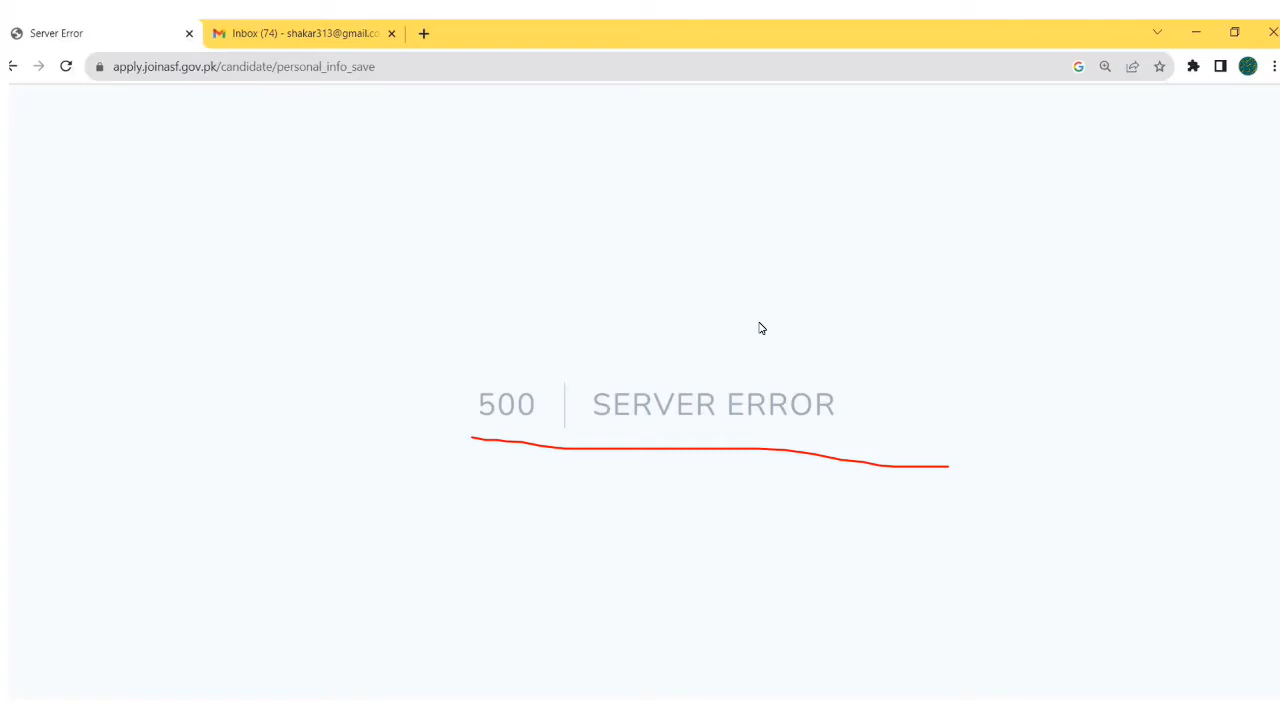 Server Error
Inbox (74) - shakar313@gmail.co
apply.joinasf.gov.pk/candidate/personal_info_save
500
SERVER ERROR